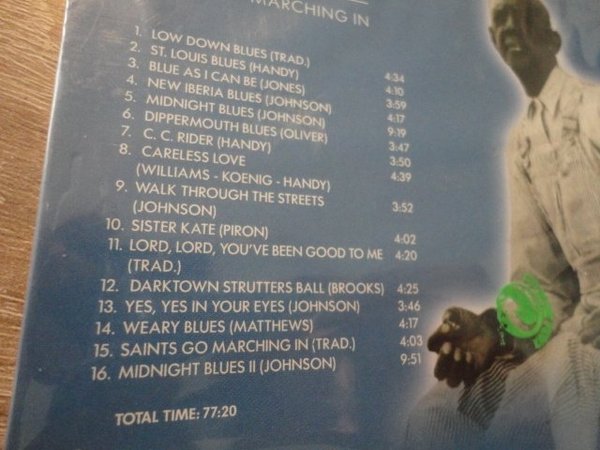 MARCHING IN
1. LOW DOWN BLUES (TRAD.) 4:34
2. ST. LOUIS BLUES (HANDY) 4:10
3. BLUE AS I CAN BE (JONES) 3:59
4. NEW IBERIA BLUES (JOHNSON) 4:17
5. MIDNIGHT BLUES (JOHNSON) 9:19
6. DIPPERMOUTH BLUES (OLIVER) 3:47
7. C. C. RIDER (HANDY) 3:50
8. CARELESS LOVE
(WILLIAMS - KOENIG - HANDY) 4:39
9. WALK THROUGH THE STREETS
(JOHNSON) 3:52
10. SISTER KATE (PIRON) 4:02
11. LORD, LORD, YOU'VE BEEN GOOD TO ME 4:20
(TRAD.)
12. DARKTOWN STRUTTERS BALL (BROOKS) 4:25
13. YES, YES IN YOUR EYES (JOHNSON) 3:46
14. WEARY BLUES (MATTHEWS) 4:17
15. SAINTS GO MARCHING IN (TRAD.) 4:03
16. MIDNIGHT BLUES II (JOHNSON) 9:51
TOTAL TIME: 77:20